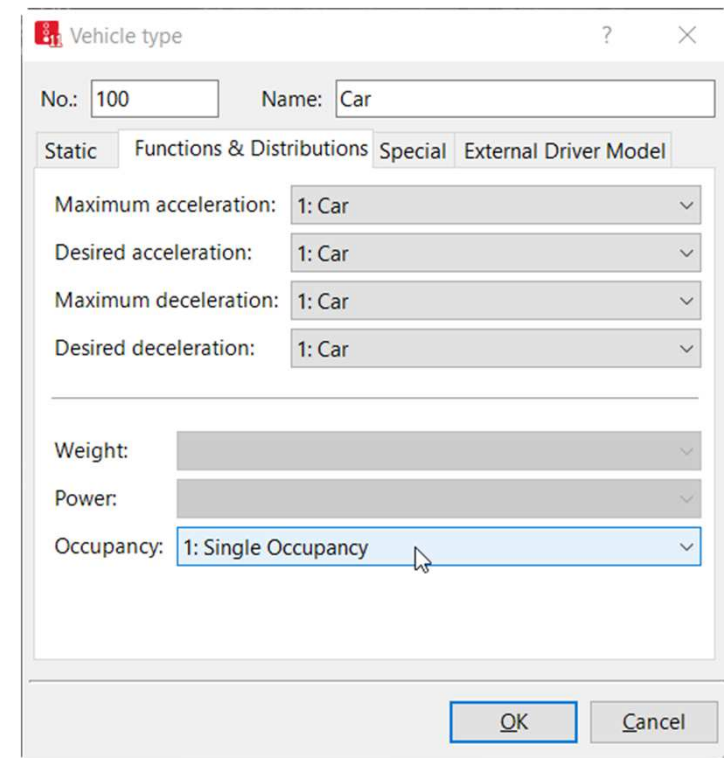 11 Vehicle type ?
No.: 100 Name: Car
Static Functions & Distributions Special External Driver Model
Maximum acceleration: 1: Car
Desired acceleration: 1: Car
Maximum deceleration: 1: Car
Desired deceleration: 1: Car
Weight:
Power:
Occupancy: 1: Single Occupancy
OK Cancel